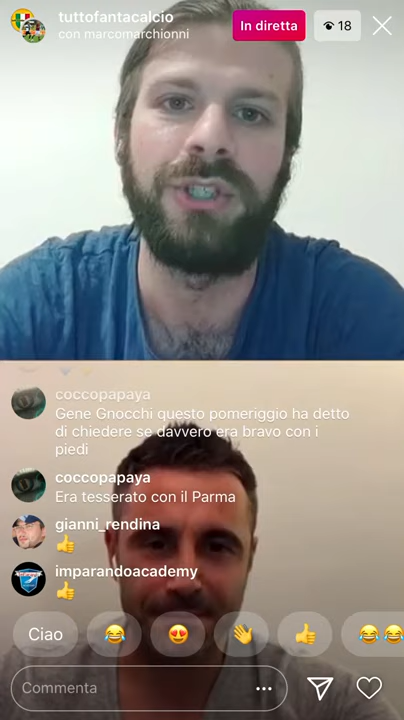 tuttofantacalcio
con marcomarchionni
In diretta
18
coccopapaya
Gene Gnocchi questo pomeriggio ha detto
di chiedere se davvero era bravo con i
piedi
coccopapaya
Era tesserato con il Parma
gianni_rendina
👍
imparandoacademy
👍
Ciao 😂 😍 👋 👍 😂😂
Commenta